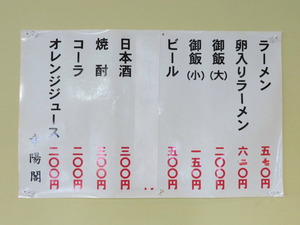 ラーメン 五七〇円
卵入りラーメン 六二〇円
御飯(大) 二〇〇円
御飯(小) 一五〇円
ビール 五〇〇円
日本酒 三〇〇円
焼酎 三〇〇円
コーラ 二〇〇円
オレンジジュース 二〇〇円
陽閣